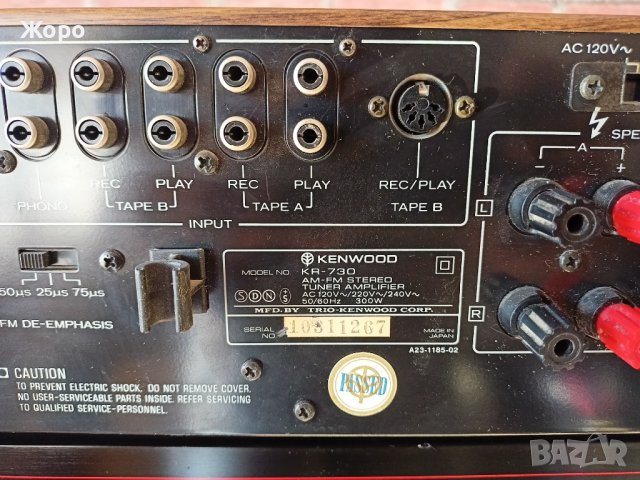 Жоро
AC 120V~
SPE
A
− +
L
R
REC PLAY REC PLAY REC/PLAY
PHONO TAPE B TAPE A TAPE B
INPUT
50µs 25µs 75µs
FM DE-EMPHASIS
KENWOOD
MODEL NO. KR-730
AM-FM STEREO
TUNER AMPLIFIER
AC 120V~/220V~/240V~
50/60Hz 300W
S D N
MFD. BY TRIO-KENWOOD CORP.
SERIAL NO. 10811267
MADE IN JAPAN
A23-1185-02
CAUTION
TO PREVENT ELECTRIC SHOCK, DO NOT REMOVE COVER.
NO USER-SERVICEABLE PARTS INSIDE. REFER SERVICING
TO QUALIFIED SERVICE-PERSONNEL.
PASSED
BAZAR